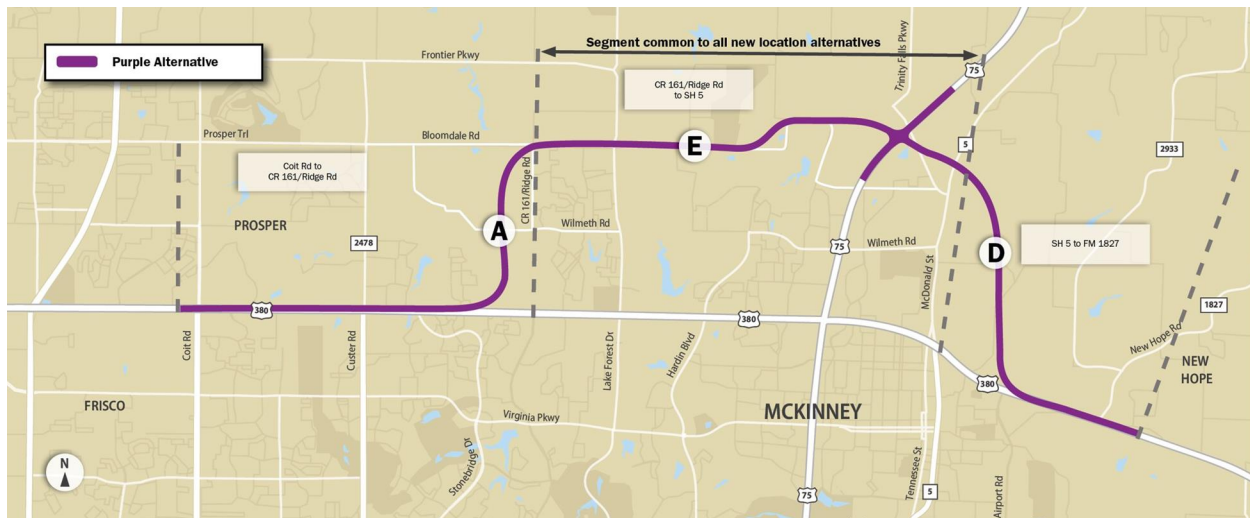 Purple Alternative
Segment common to all new location alternatives
Frontier Pkwy
CR 161/Ridge Rd
to SH 5
Trinity Falls Pkwy
75
Prosper Trl
Bloomdale Rd
E
5
2933
Coit Rd to
CR 161/Ridge Rd
CR 161/Ridge Rd
PROSPER
A
Wilmeth Rd
2478
75
Wilmeth Rd
D
SH 5 to FM 1827
McDonald St
380
380
1827
Coit Rd
Custer Rd
Lake Forest Dr
Hardin Blvd
New Hope Rd
NEW
HOPE
380
FRISCO
Virginia Pkwy
MCKINNEY
Stonebridge Dr
N
Tennessee St
75
5
Airport Rd